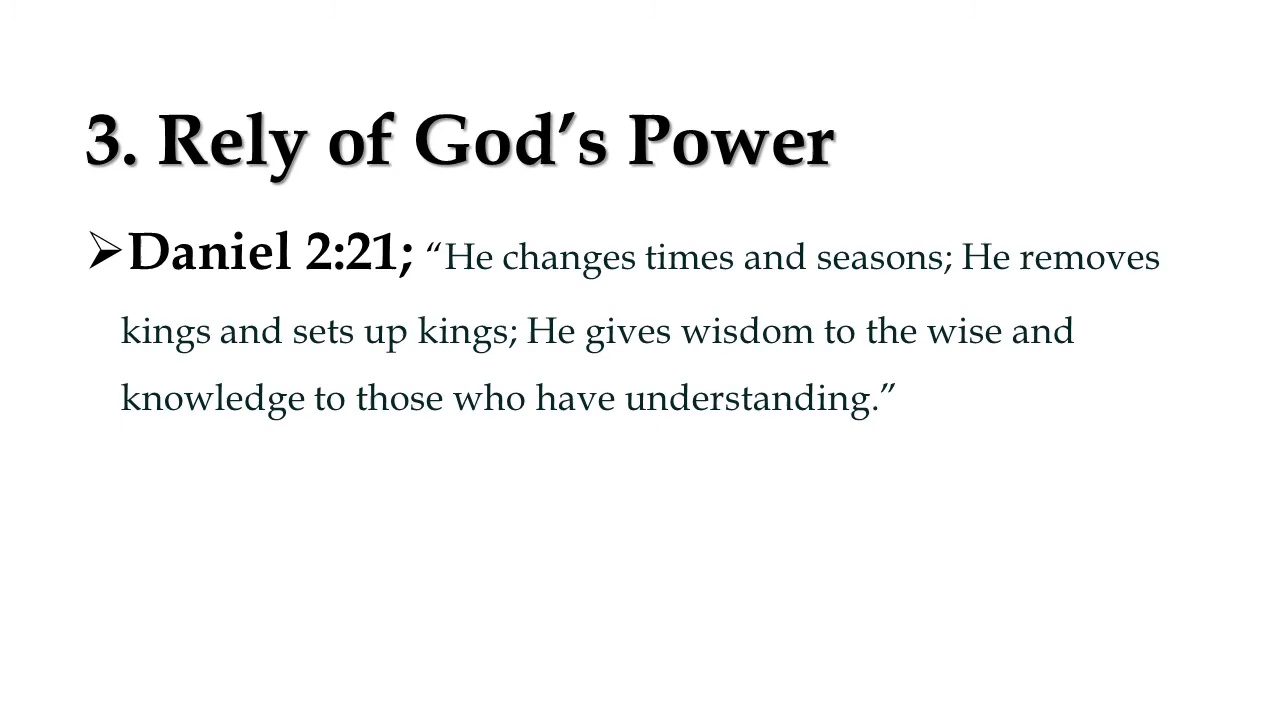 3. Rely of God’s Power
➢Daniel 2:21; “He changes times and seasons; He removes
kings and sets up kings; He gives wisdom to the wise and
knowledge to those who have understanding.”